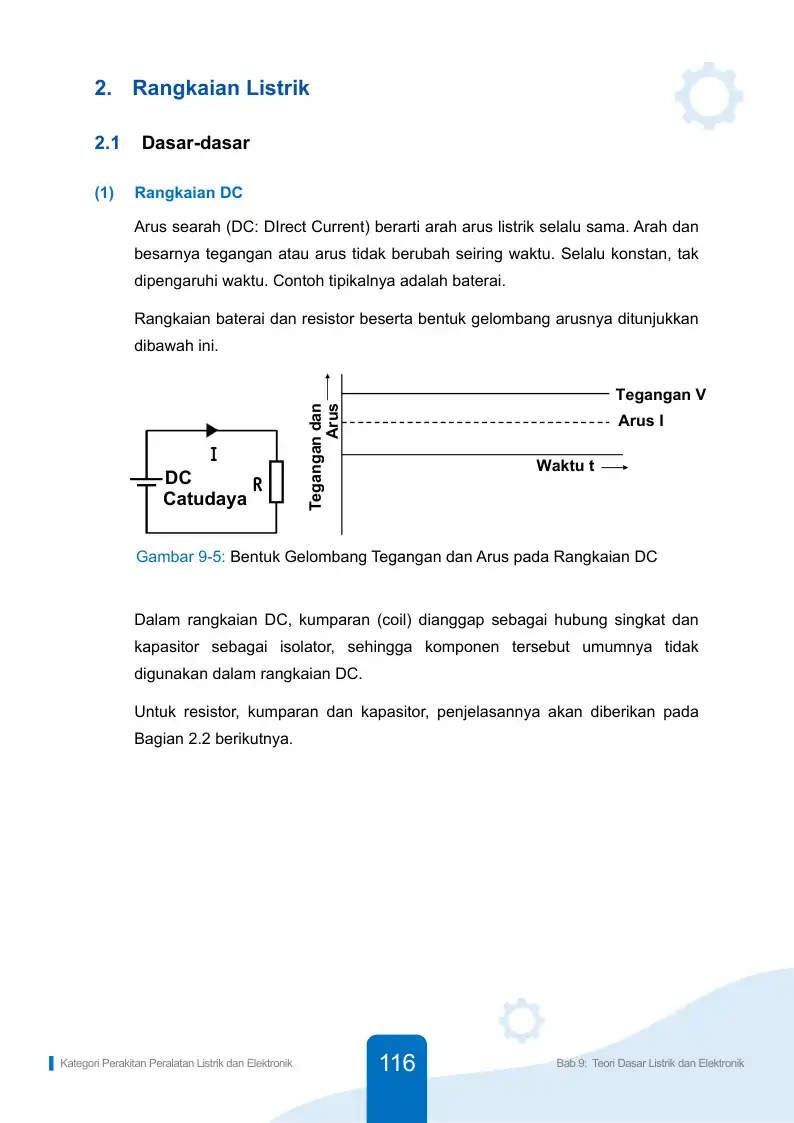 2. Rangkaian Listrik
2.1 Dasar-dasar
(1) Rangkaian DC
Arus searah (DC: DIrect Current) berarti arah arus listrik selalu sama. Arah dan
besarnya tegangan atau arus tidak berubah seiring waktu. Selalu konstan, tak
dipengaruhi waktu. Contoh tipikalnya adalah baterai.
Rangkaian baterai dan resistor beserta bentuk gelombang arusnya ditunjukkan
dibawah ini.
I
DC
Catudaya
R
Tegangan dan
Arus
Tegangan V
Arus I
Waktu t
Gambar 9-5: Bentuk Gelombang Tegangan dan Arus pada Rangkaian DC
Dalam rangkaian DC, kumparan (coil) dianggap sebagai hubung singkat dan
kapasitor sebagai isolator, sehingga komponen tersebut umumnya tidak
digunakan dalam rangkaian DC.
Untuk resistor, kumparan dan kapasitor, penjelasannya akan diberikan pada
Bagian 2.2 berikutnya.
Kategori Perakitan Peralatan Listrik dan Elektronik
116
Bab 9: Teori Dasar Listrik dan Elektronik